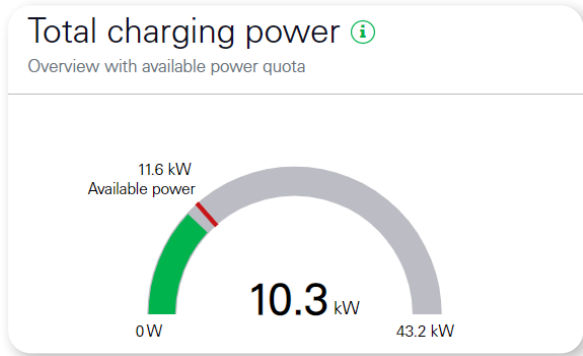 Total charging power
Overview with available power quota
11.6 kW
Available power
10.3 kW
0 W
43.2 kW